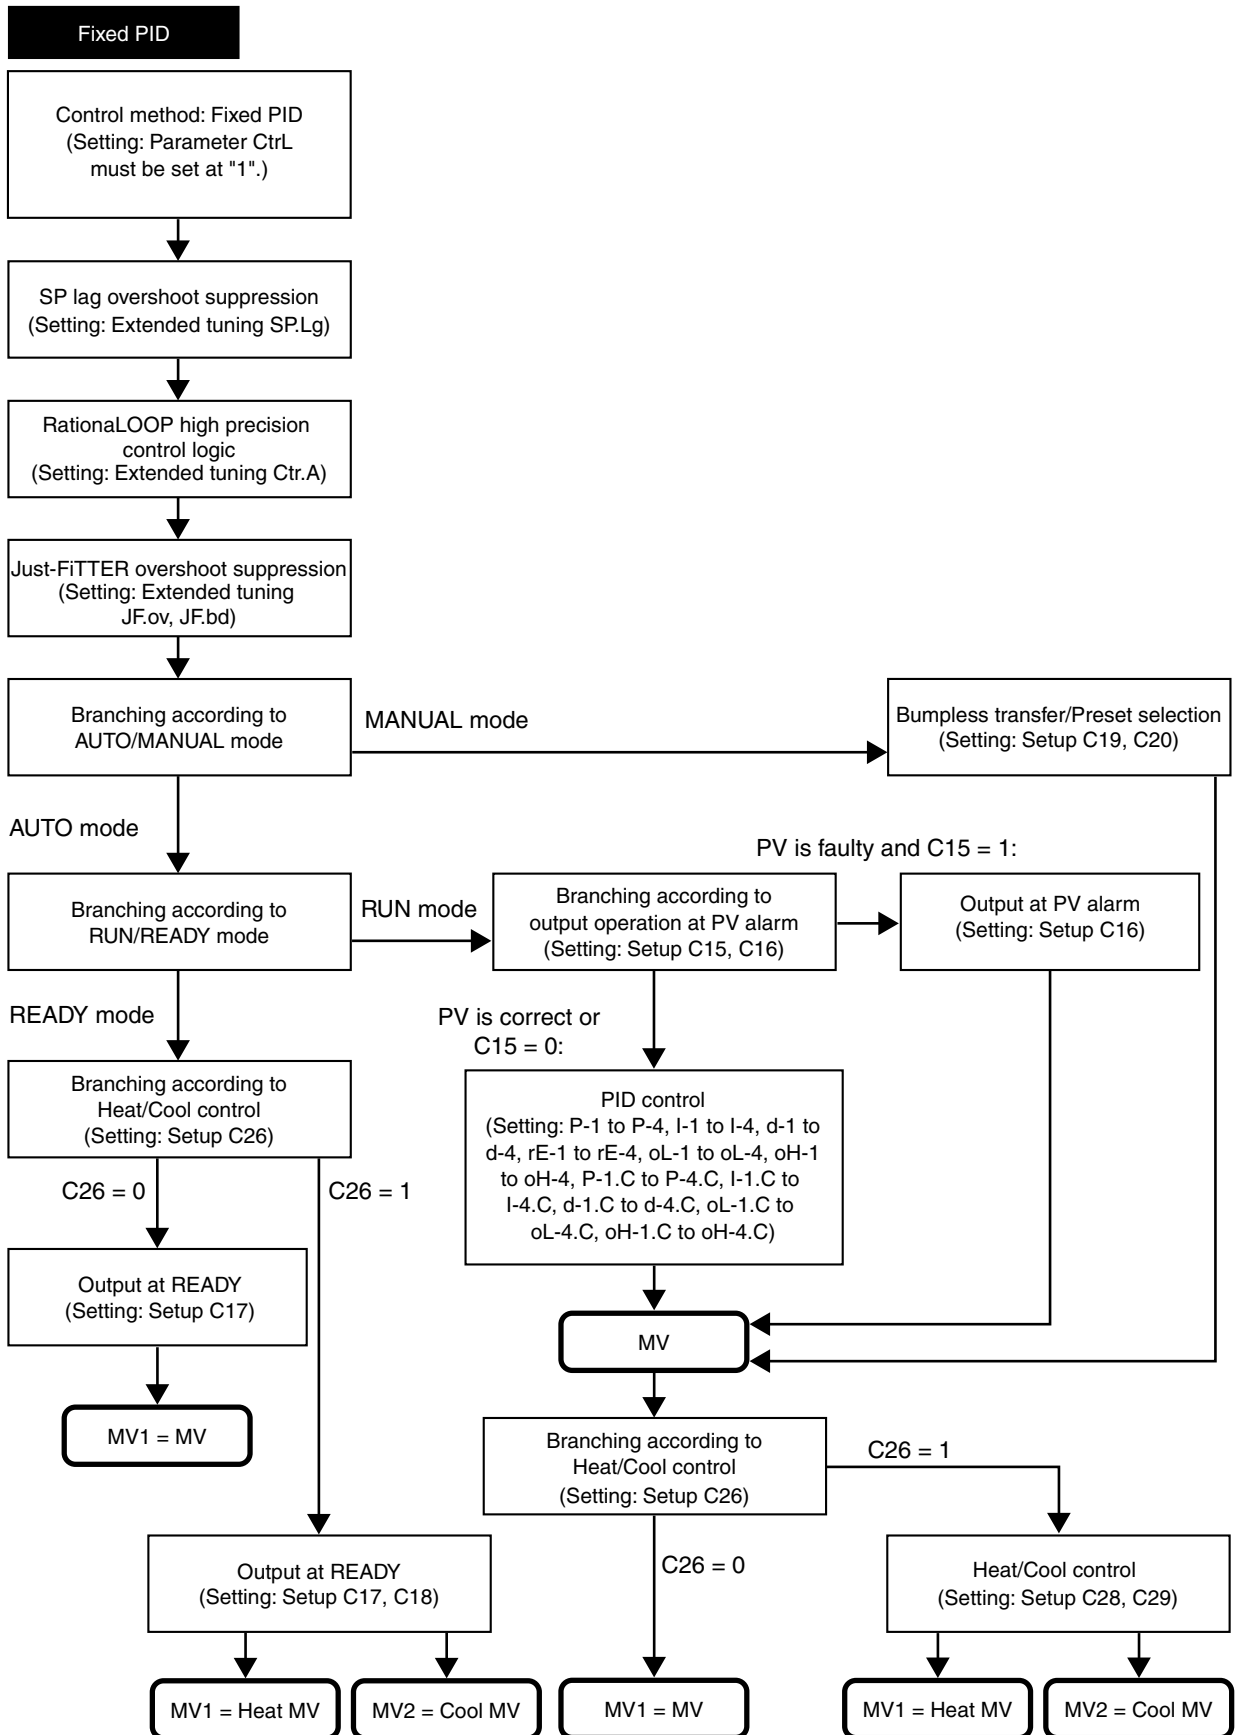 Fixed PID
Control method: Fixed PID
(Setting: Parameter CtrL
must be set at "1".)
SP lag overshoot suppression
(Setting: Extended tuning SP.Lg)
RationaLOOP high precision
control logic
(Setting: Extended tuning Ctr.A)
Just-FiTTER overshoot suppression
(Setting: Extended tuning
JF.ov, JF.bd)
Branching according to
AUTO/MANUAL mode
MANUAL mode
Bumpless transfer/Preset selection
(Setting: Setup C19, C20)
AUTO mode
PV is faulty and C15 = 1:
Branching according to
RUN/READY mode
RUN mode
Branching according to
output operation at PV alarm
(Setting: Setup C15, C16)
Output at PV alarm
(Setting: Setup C16)
READY mode
PV is correct or
C15 = 0:
Branching according to
Heat/Cool control
(Setting: Setup C26)
PID control
(Setting: P-1 to P-4, I-1 to I-4, d-1 to
d-4, rE-1 to rE-4, oL-1 to oL-4, oH-1
to oH-4, P-1.C to P-4.C, I-1.C to
I-4.C, d-1.C to d-4.C, oL-1.C to
oL-4.C, oH-1.C to oH-4.C)
C26 = 0
C26 = 1
Output at READY
(Setting: Setup C17)
MV
MV1 = MV
Branching according to
Heat/Cool control
(Setting: Setup C26)
C26 = 1
C26 = 0
Output at READY
(Setting: Setup C17, C18)
Heat/Cool control
(Setting: Setup C28, C29)
MV1 = Heat MV
MV2 = Cool MV
MV1 = MV
MV1 = Heat MV
MV2 = Cool MV